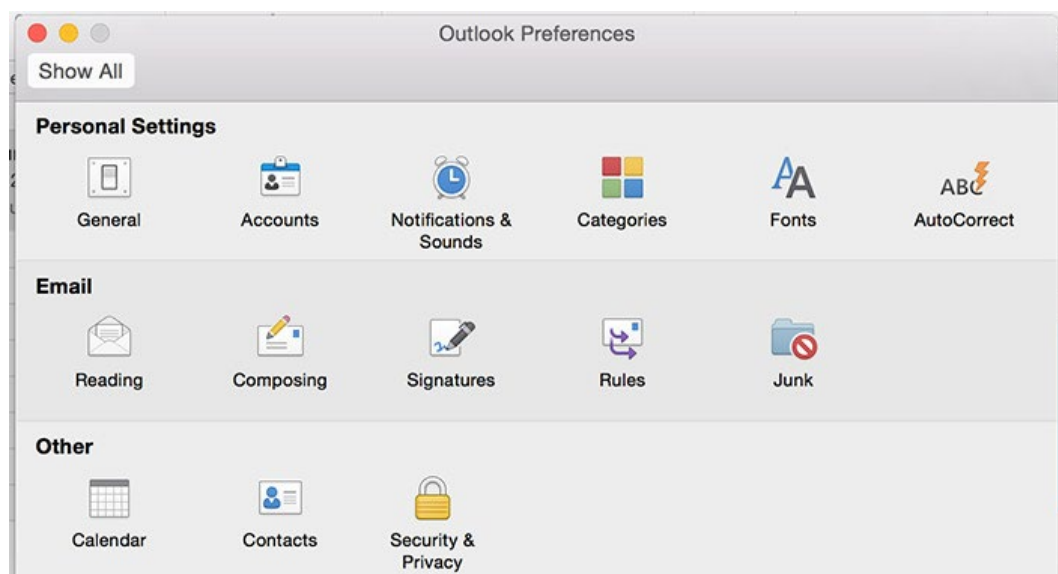 Outlook Preferences
Show All
Personal Settings
General
Accounts
Notifications &
Sounds
Categories
Fonts
ABC
AutoCorrect
Email
Reading
Composing
Signatures
Rules
Junk
Other
Calendar
Contacts
Security &
Privacy